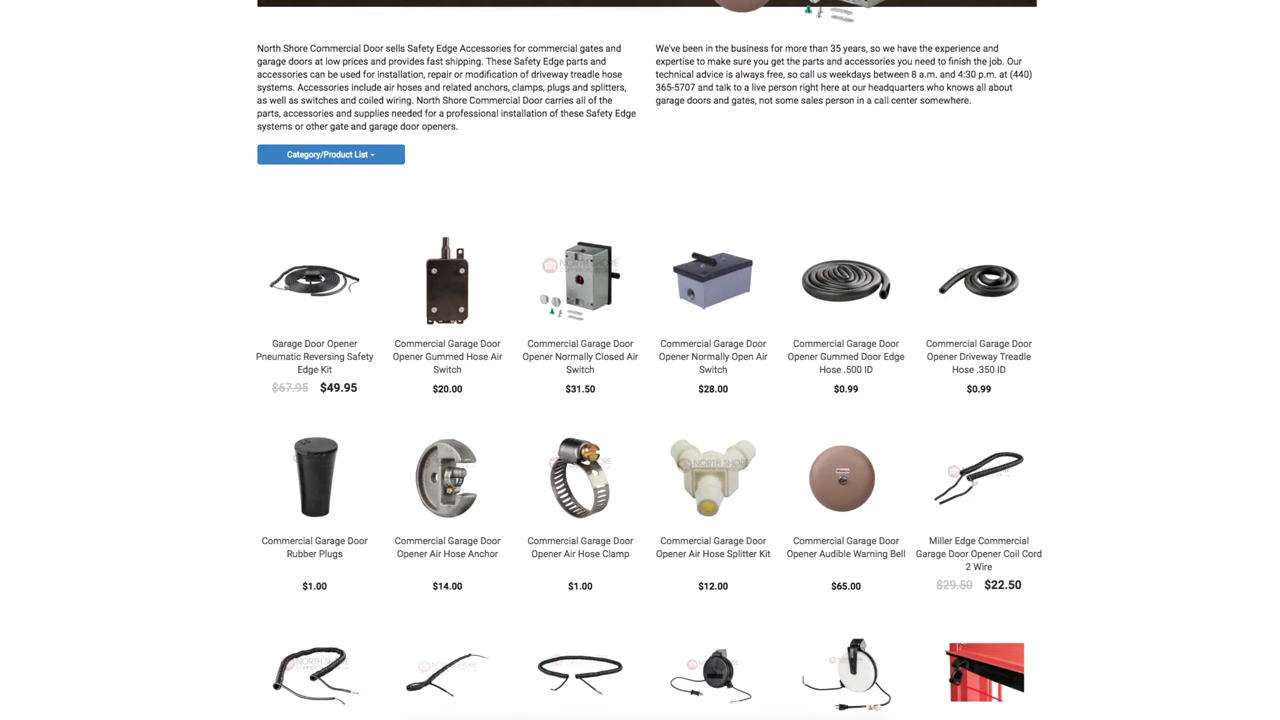 North Shore Commercial Door sells Safety Edge Accessories for commercial gates and
garage doors at low prices and provides fast shipping. These Safety Edge parts and
accessories can be used for installation, repair or modification of driveway treadle hose
systems. Accessories include air hoses and related anchors, clamps, plugs and splitters,
as well as switches and coiled wiring. North Shore Commercial Door carries all of the
parts, accessories and supplies needed for a professional installation of these Safety Edge
systems or other gate and garage door openers.
We've been in the business for more than 35 years, so we have the experience and
expertise to make sure you get the parts and accessories you need to finish the job. Our
technical advice is always free, so call us weekdays between 8 a.m. and 4:30 p.m. at (440)
365-5707 and talk to a live person right here at our headquarters who knows all about
garage doors and gates, not some sales person in a call center somewhere.
Category/Product List
Garage Door Opener
Pneumatic Reversing Safety
Edge Kit
$67.95 $49.95
Commercial Garage Door
Opener Gummed Hose Air
Switch
$20.00
Commercial Garage Door
Opener Normally Closed Air
Switch
$31.50
Commercial Garage Door
Opener Normally Open Air
Switch
$28.00
Commercial Garage Door
Opener Gummed Door Edge
Hose .500 ID
$0.99
Commercial Garage Door
Opener Driveway Treadle
Hose .350 ID
$0.99
Commercial Garage Door
Rubber Plugs
$1.00
Commercial Garage Door
Opener Air Hose Anchor
$14.00
Commercial Garage Door
Opener Air Hose Clamp
$1.00
NORTH SHORE
Commercial Garage Door
Opener Air Hose Splitter Kit
$12.00
Commercial Garage Door
Opener Audible Warning Bell
$65.00
Miller Edge Commercial
Garage Door Opener Coil Cord
2 Wire
$29.50 $22.50